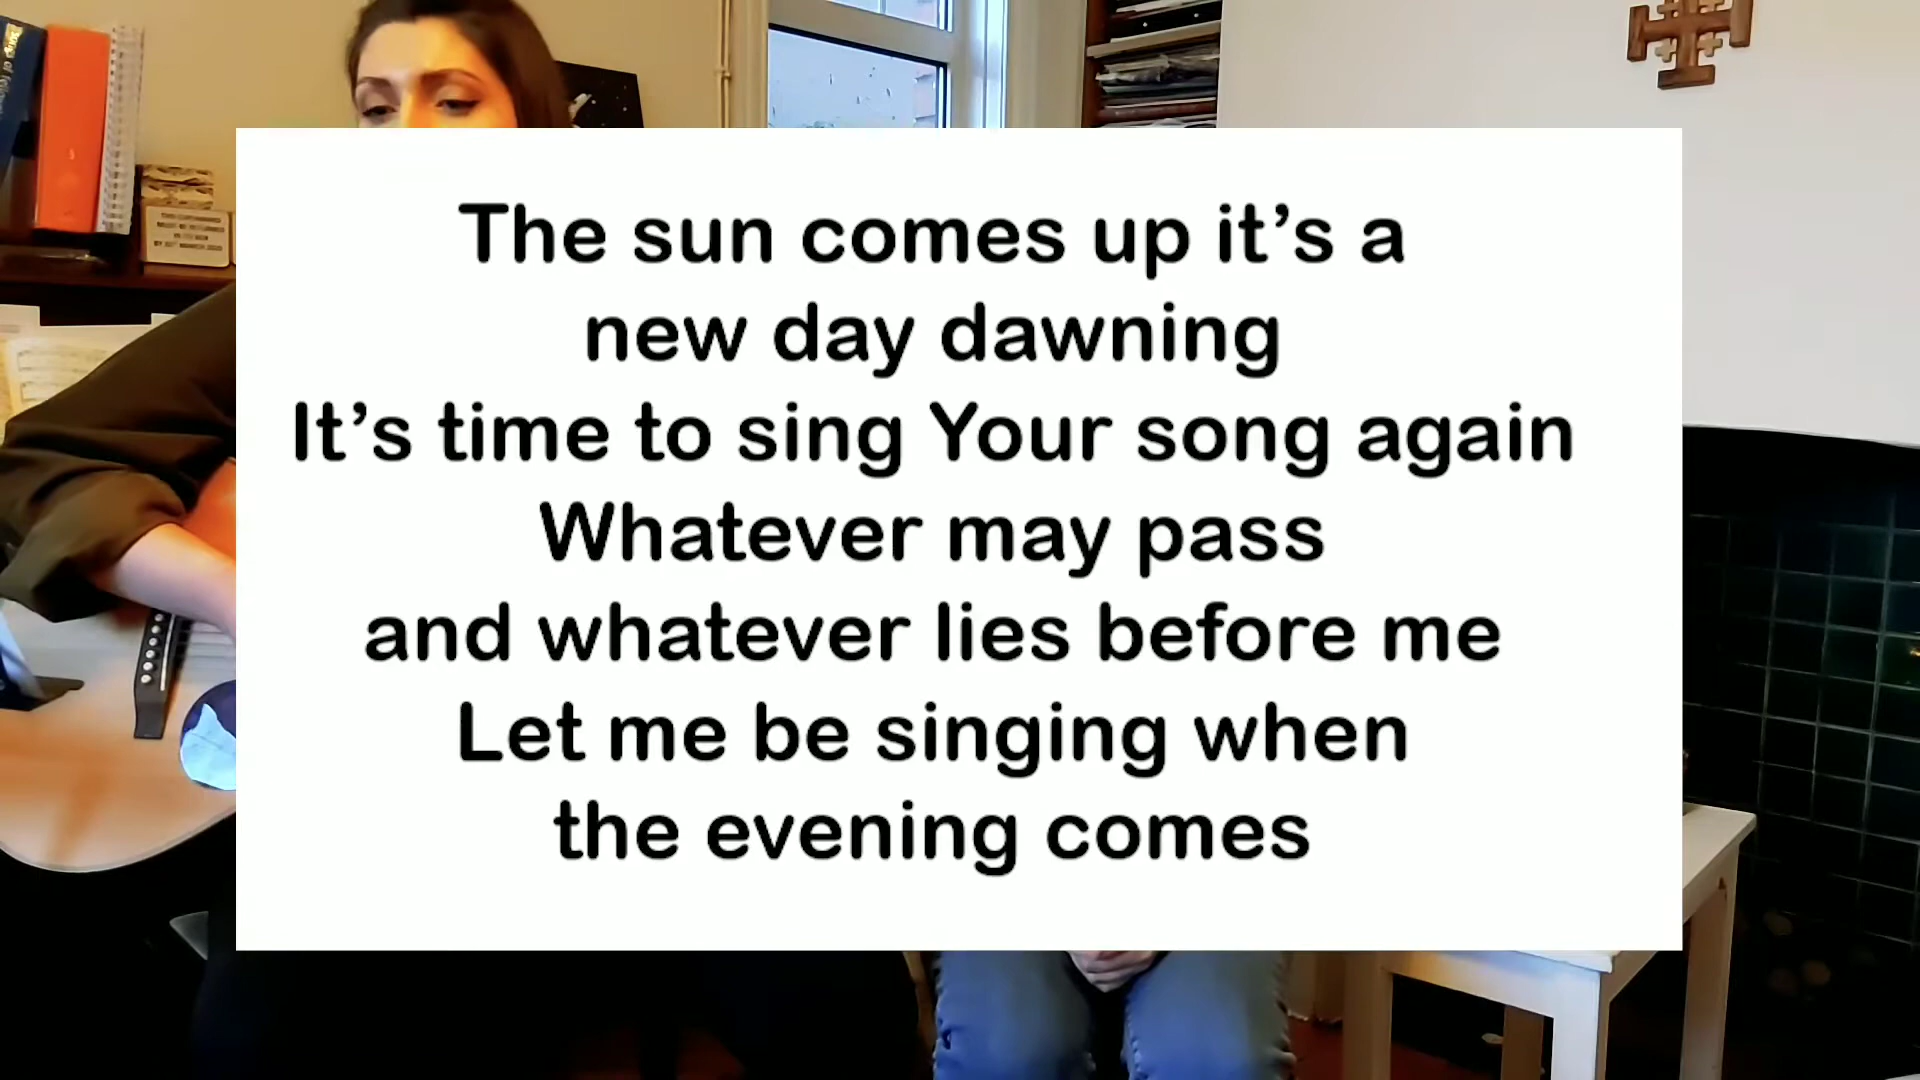 The sun comes up it’s a
new day dawning
It’s time to sing Your song again
Whatever may pass
and whatever lies before me
Let me be singing when
the evening comes